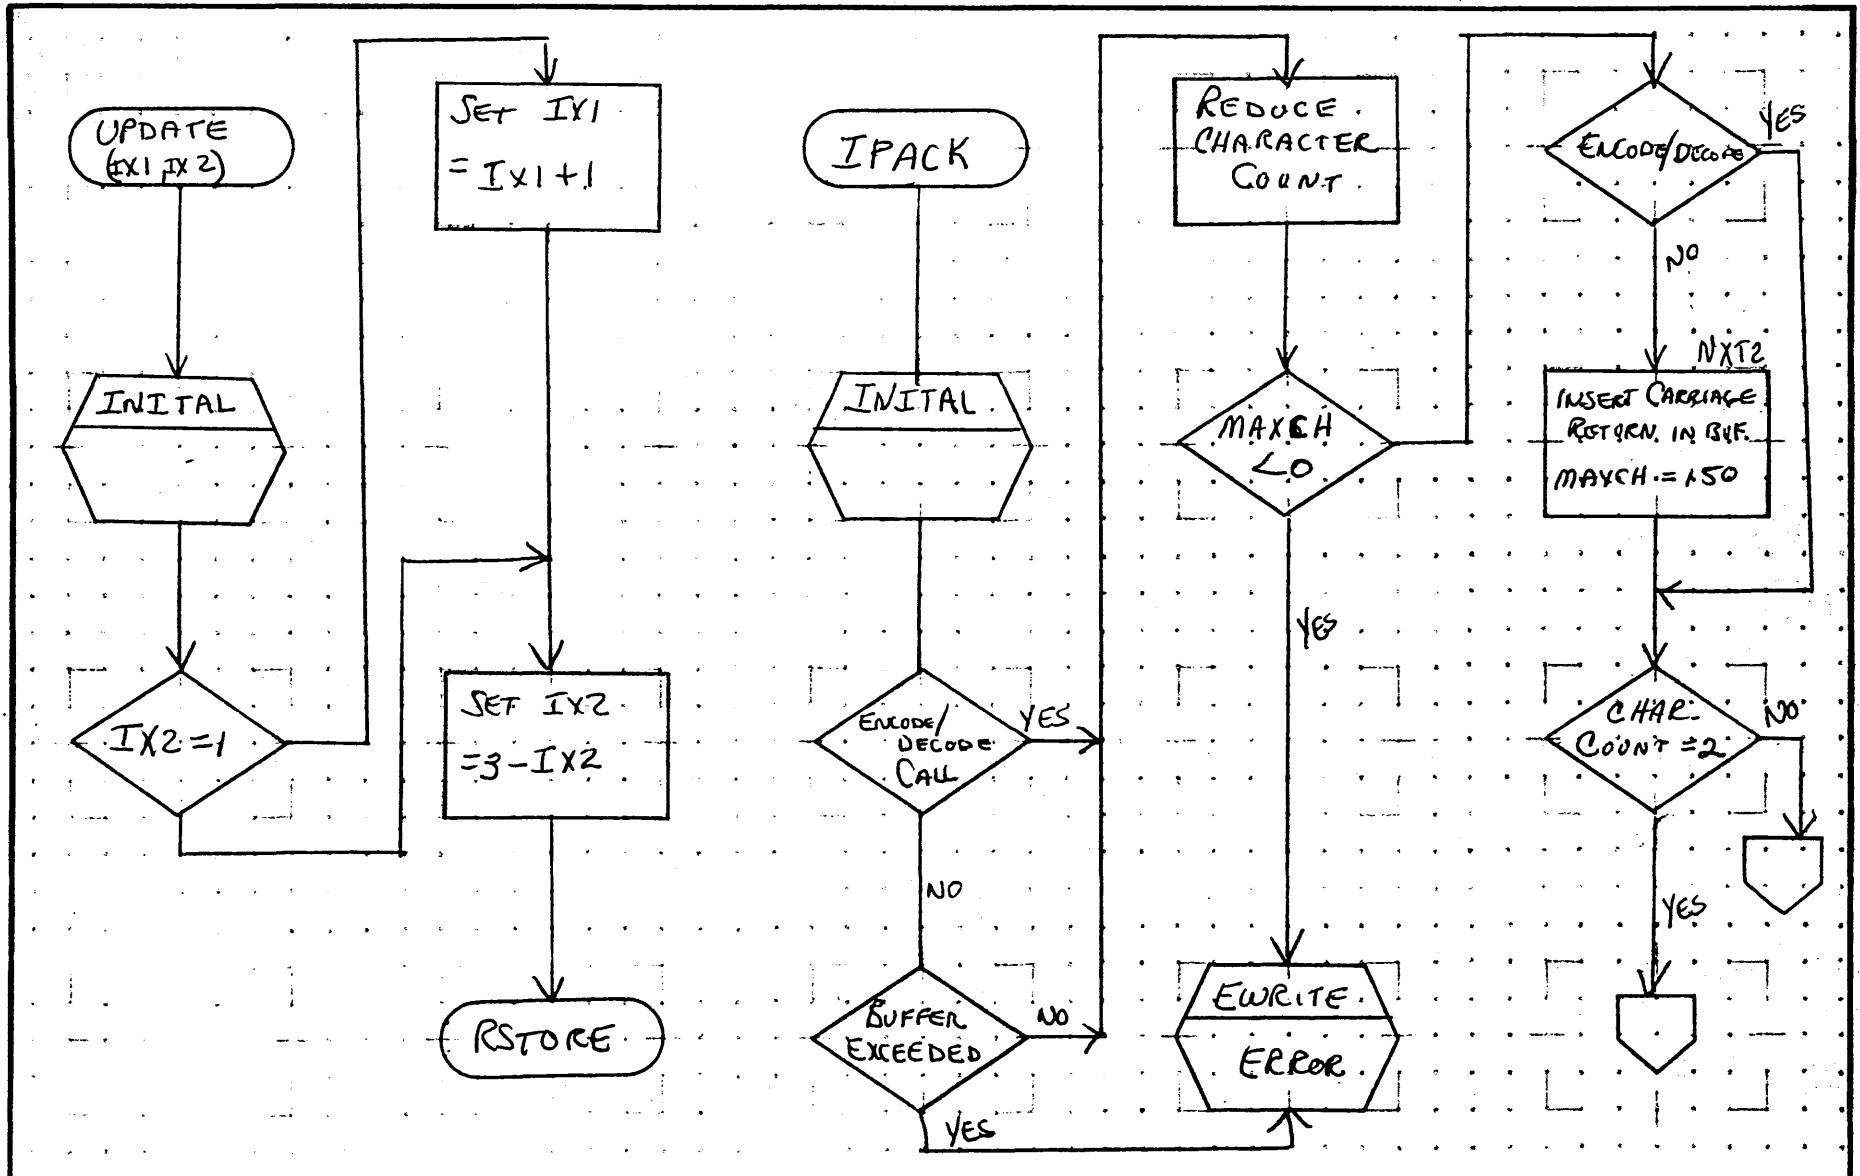 UPDATE
(IX1, IX2)
INITAL
IX2=1
SET IX1
=IX1+1
SET IX2
=3-IX2
RSTORE
IPACK
INITAL
ENCODE/
DECODE
CALL
YES
NO
BUFFER
EXCEEDED
NO
YES
REDUCE
CHARACTER
COUNT
MAXCH
<0
YES
EWRITE
ERROR
ENCODE/DECODE
YES
NO
NXT2
INSERT CARRIAGE
RETURN IN BUF.
MAXCH = 150
CHAR.
COUNT =2
NO
YES